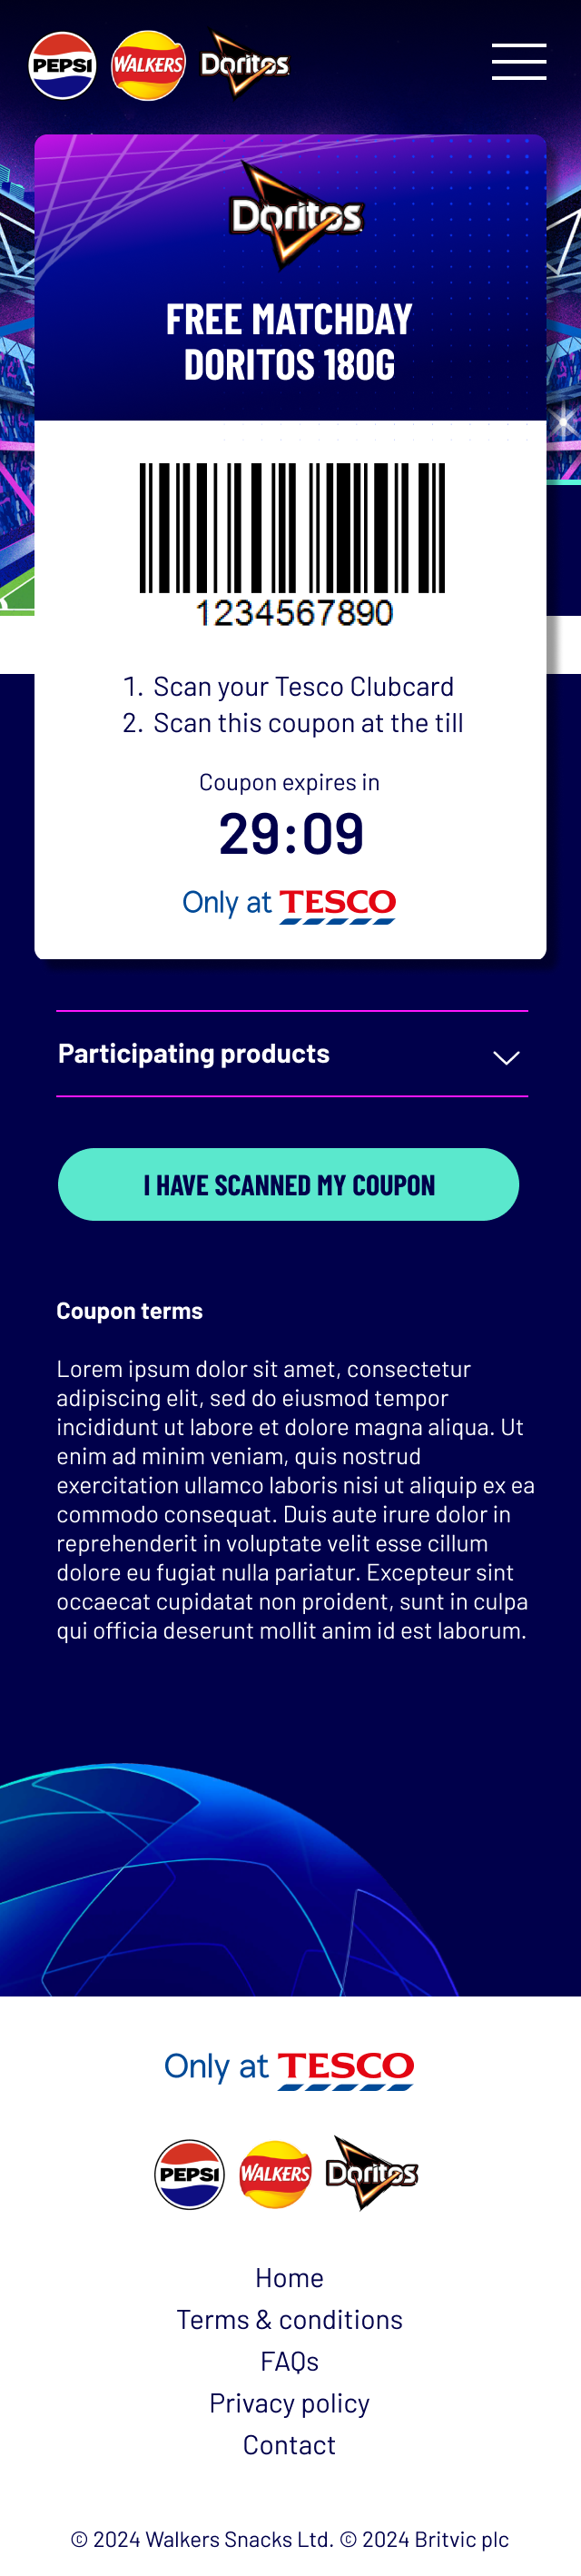 PEPSI WALKERS Doritos
Doritos
FREE MATCHDAY
DORITOS 180G
1234567890
1. Scan your Tesco Clubcard
2. Scan this coupon at the till
Coupon expires in
29:09
Only at TESCO
Participating products
I HAVE SCANNED MY COUPON
Coupon terms
Lorem ipsum dolor sit amet, consectetur
adipiscing elit, sed do eiusmod tempor
incididunt ut labore et dolore magna aliqua. Ut
enim ad minim veniam, quis nostrud
exercitation ullamco laboris nisi ut aliquip ex ea
commodo consequat. Duis aute irure dolor in
reprehenderit in voluptate velit esse cillum
dolore eu fugiat nulla pariatur. Excepteur sint
occaecat cupidatat non proident, sunt in culpa
qui officia deserunt mollit anim id est laborum.
Only at TESCO
PEPSI WALKERS Doritos
Home
Terms & conditions
FAQs
Privacy policy
Contact
© 2024 Walkers Snacks Ltd. © 2024 Britvic plc